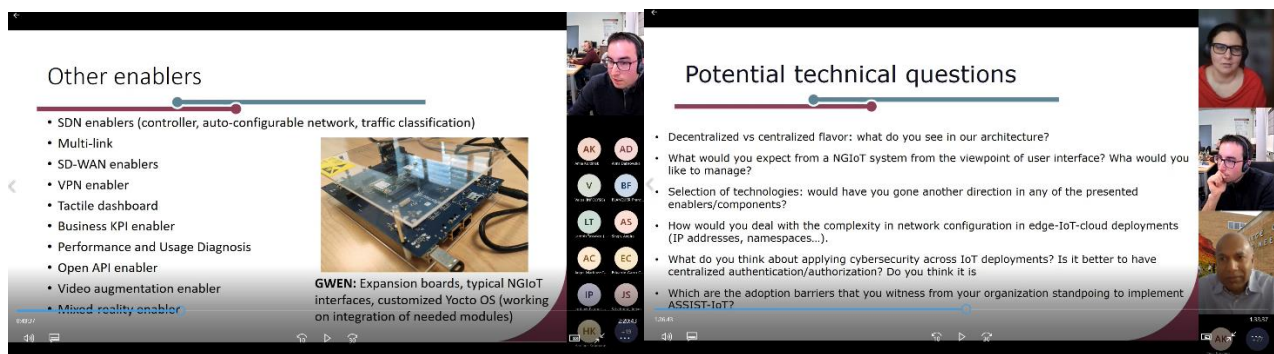 Other enablers
• SDN enablers (controller, auto-configurable network, traffic classification)
• Multi-link
• SD-WAN enablers
• VPN enabler
• Tactile dashboard
• Business KPI enabler
• Performance and Usage Diagnosis
• Open API enabler
• Video augmentation enabler
• Mixed reality enabler
GWEN: Expansion boards, typical NGIoT
interfaces, customized Yocto OS (working
on integration of needed modules)
AK AD
V BF
LT AS
AC EC
IP JS
HK
Potential technical questions
• Decentralized vs centralized flavor: what do you see in our architecture?
• What would you expect from a NGIoT system from the viewpoint of user interface? Wha would you
like to manage?
• Selection of technologies: would have you gone another direction in any of the presented
enablers/components?
• How would you deal with the complexity in network configuration in edge-IoT-cloud deployments
(IP addresses, namespaces...).
• What do you think about applying cybersecurity across IoT deployments? Is it better to have
centralized authentication/authorization? Do you think it is
• Which are the adoption barriers that you witness from your organization standpoing to implement
ASSIST-IoT?
AK